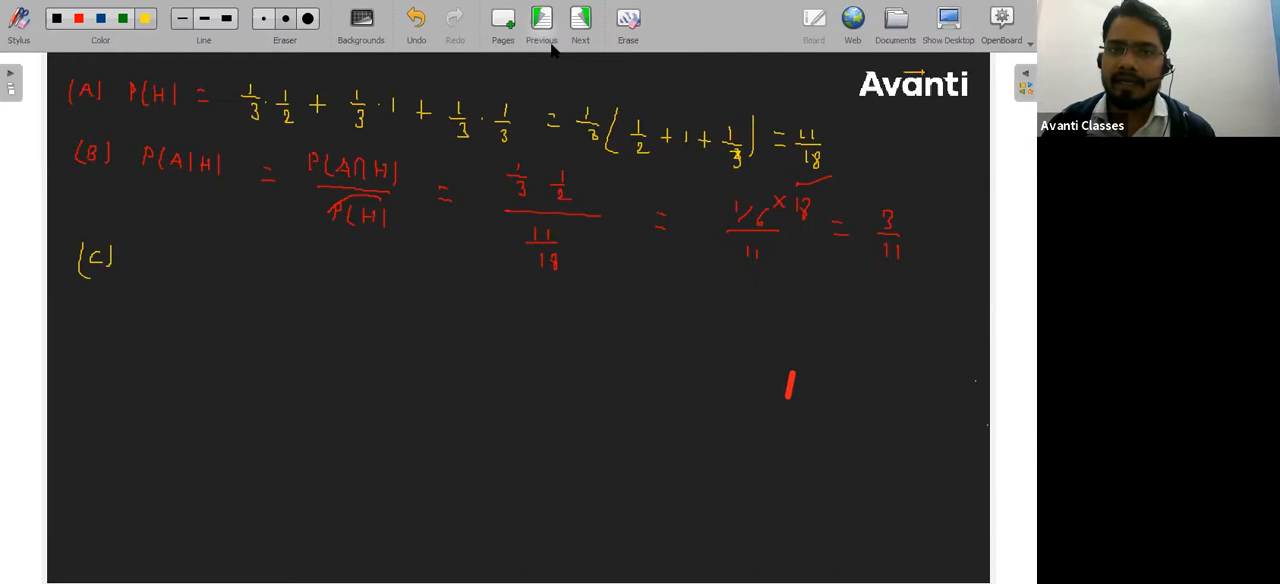 Stylus
Color
Line
Eraser
Backgrounds
Undo
Redo
Pages
Previous
Next
Erase
Board
Web
Documents
Show Desktop
OpenBoard
Avanti
Avanti Classes
(A) P(H) = 1/3 · 1/2 + 1/3 · 1 + 1/3 · 1/3 = 1/3 (1/2 + 1 + 1/3) = 11/18
(B) P(A|H) = P(A∩H)/P(H) = (1/3 1/2)/(11/18) = (1/6 × 18)/11 = 3/11
(C)